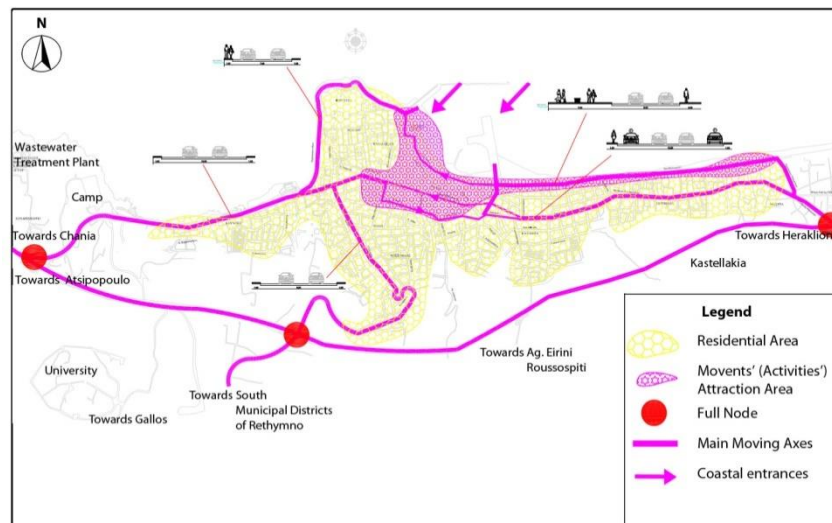 N
Wastewater
Treatment Plant
Camp
Towards Chania
Towards Atsipopoulo
University
Towards Gallos
Towards South
Municipal Districts
of Rethymno
Towards Ag. Eirini
Roussospiti
Kastellakia
Towards Heraklion
Legend
Residential Area
Movents' (Activities')
Attraction Area
Full Node
Main Moving Axes
Coastal entrances